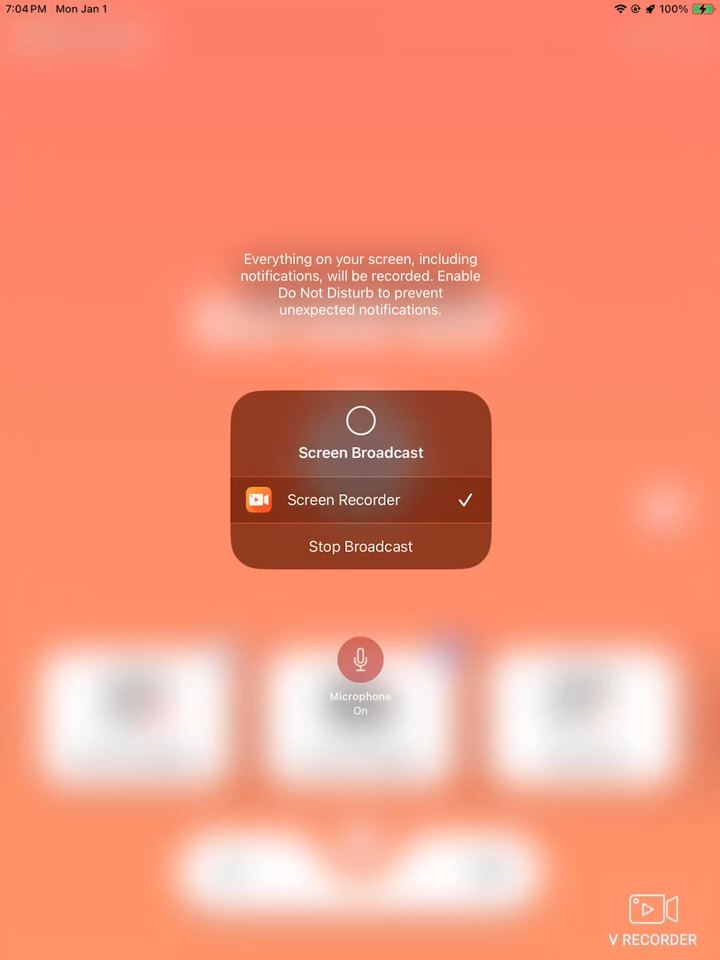 7:04 PM Mon Jan 1
100%
Everything on your screen, including
notifications, will be recorded. Enable
Do Not Disturb to prevent
unexpected notifications.
Screen Broadcast
Screen Recorder
Stop Broadcast
Microphone
On
V RECORDER